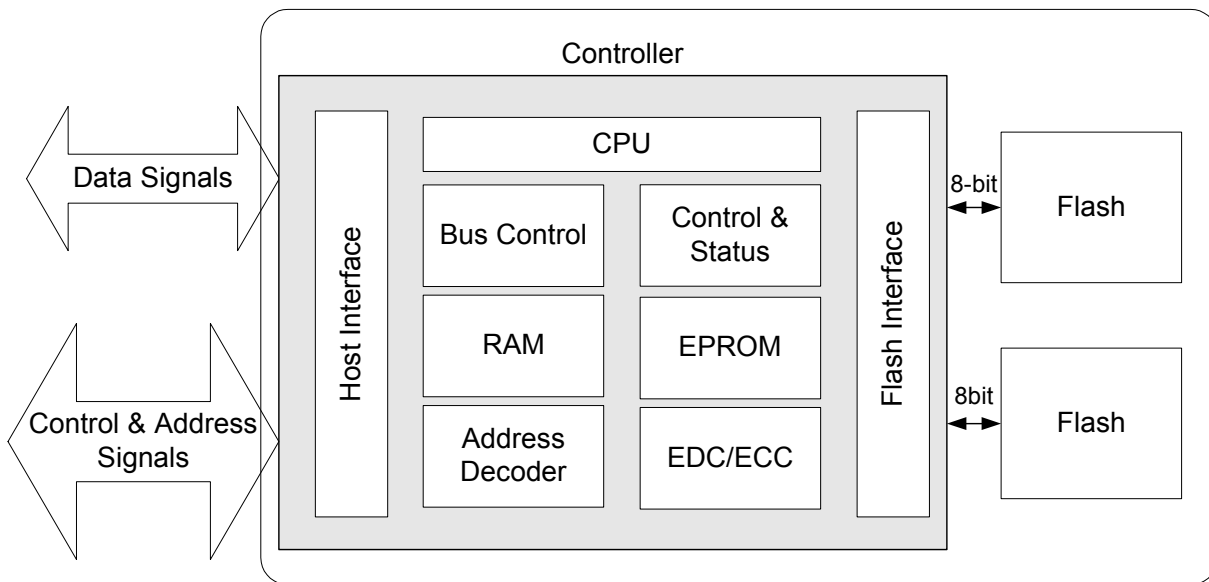 Controller
Data Signals
Control & Address
Signals
Host Interface
CPU
Bus Control
Control &
Status
RAM
EPROM
Address
Decoder
EDC/ECC
Flash Interface
8-bit
Flash
8bit
Flash